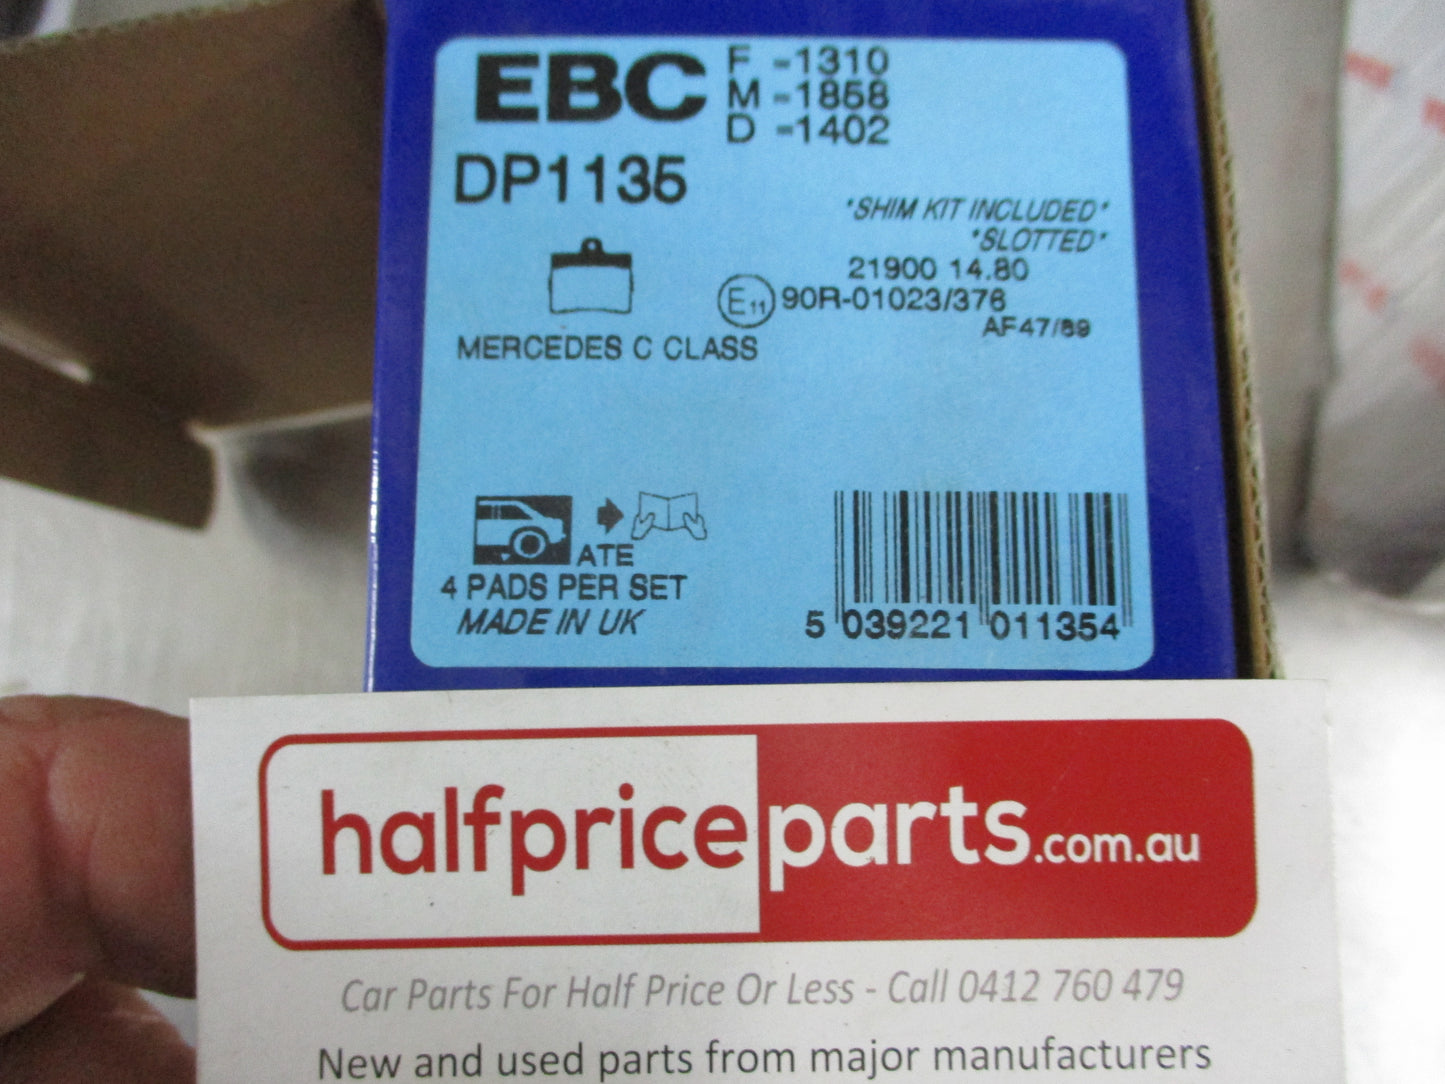 EBC
F -1310
M -1858
D -1402
DP1135
*SHIM KIT INCLUDED*
*SLOTTED*
21900 14.80
E11 90R-01023/376
AF47/89
MERCEDES C CLASS
ATE
4 PADS PER SET
MADE IN UK
5 039221 011354
halfpriceparts.com.au
Car Parts For Half Price Or Less - Call 0412 760 479
New and used parts from major manufacturers